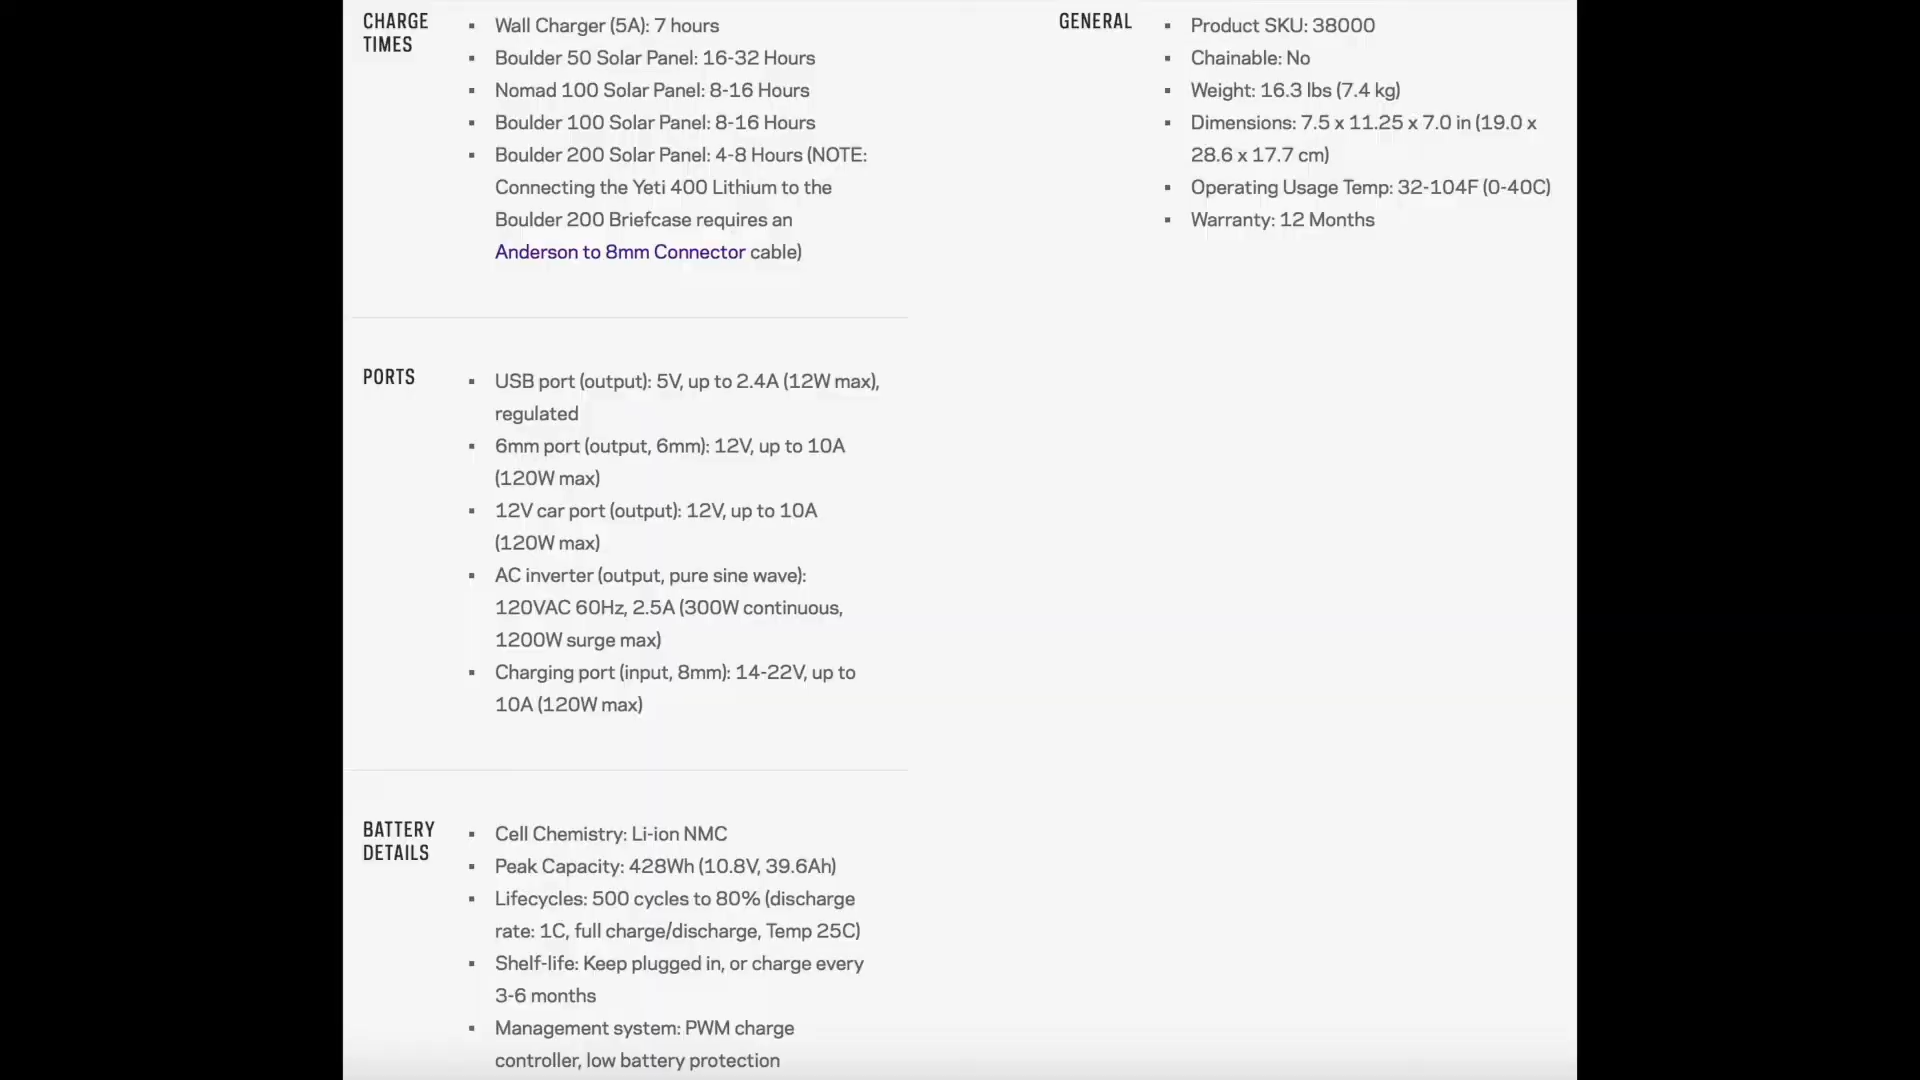 CHARGE
TIMES
Wall Charger (5A): 7 hours
Boulder 50 Solar Panel: 16-32 Hours
Nomad 100 Solar Panel: 8-16 Hours
Boulder 100 Solar Panel: 8-16 Hours
Boulder 200 Solar Panel: 4-8 Hours (NOTE:
Connecting the Yeti 400 Lithium to the
Boulder 200 Briefcase requires an
Anderson to 8mm Connector cable)
PORTS
USB port (output): 5V, up to 2.4A (12W max),
regulated
6mm port (output, 6mm): 12V, up to 10A
(120W max)
12V car port (output): 12V, up to 10A
(120W max)
AC inverter (output, pure sine wave):
120VAC 60Hz, 2.5A (300W continuous,
1200W surge max)
Charging port (input, 8mm): 14-22V, up to
10A (120W max)
BATTERY
DETAILS
Cell Chemistry: Li-ion NMC
Peak Capacity: 428Wh (10.8V, 39.6Ah)
Lifecycles: 500 cycles to 80% (discharge
rate: 1C, full charge/discharge, Temp 25C)
Shelf-life: Keep plugged in, or charge every
3-6 months
Management system: PWM charge
controller, low battery protection
GENERAL
Product SKU: 38000
Chainable: No
Weight: 16.3 lbs (7.4 kg)
Dimensions: 7.5 x 11.25 x 7.0 in (19.0 x
28.6 x 17.7 cm)
Operating Usage Temp: 32-104F (0-40C)
Warranty: 12 Months